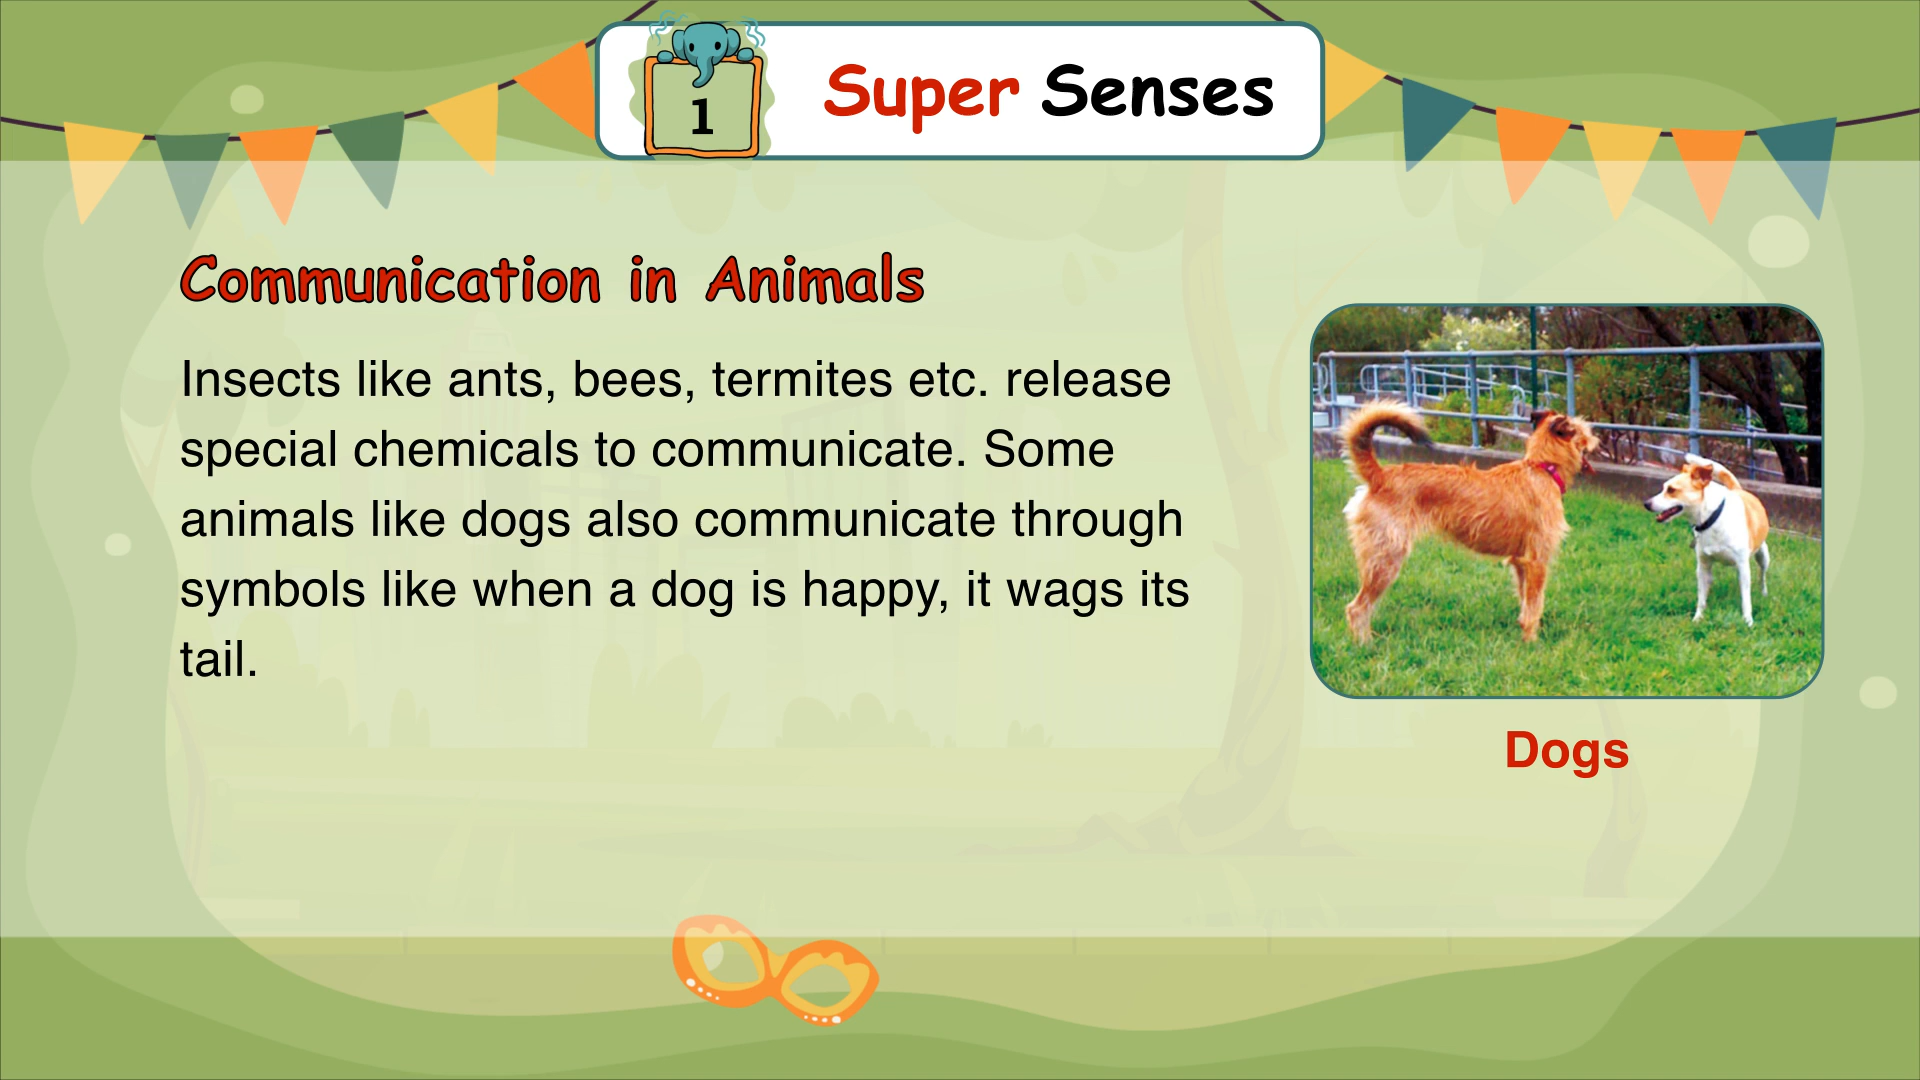 1
Super Senses
Communication in Animals
Insects like ants, bees, termites etc. release
special chemicals to communicate. Some
animals like dogs also communicate through
symbols like when a dog is happy, it wags its
tail.
Dogs